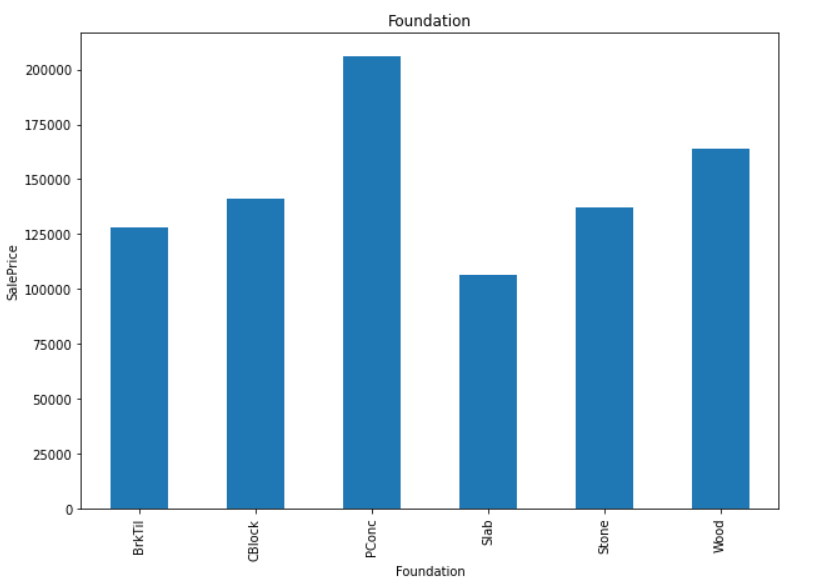 Foundation
200000
175000
150000
125000
100000
75000
50000
25000
0
SalePrice
BrkTil
CBlock
PConc
Slab
Stone
Wood
Foundation